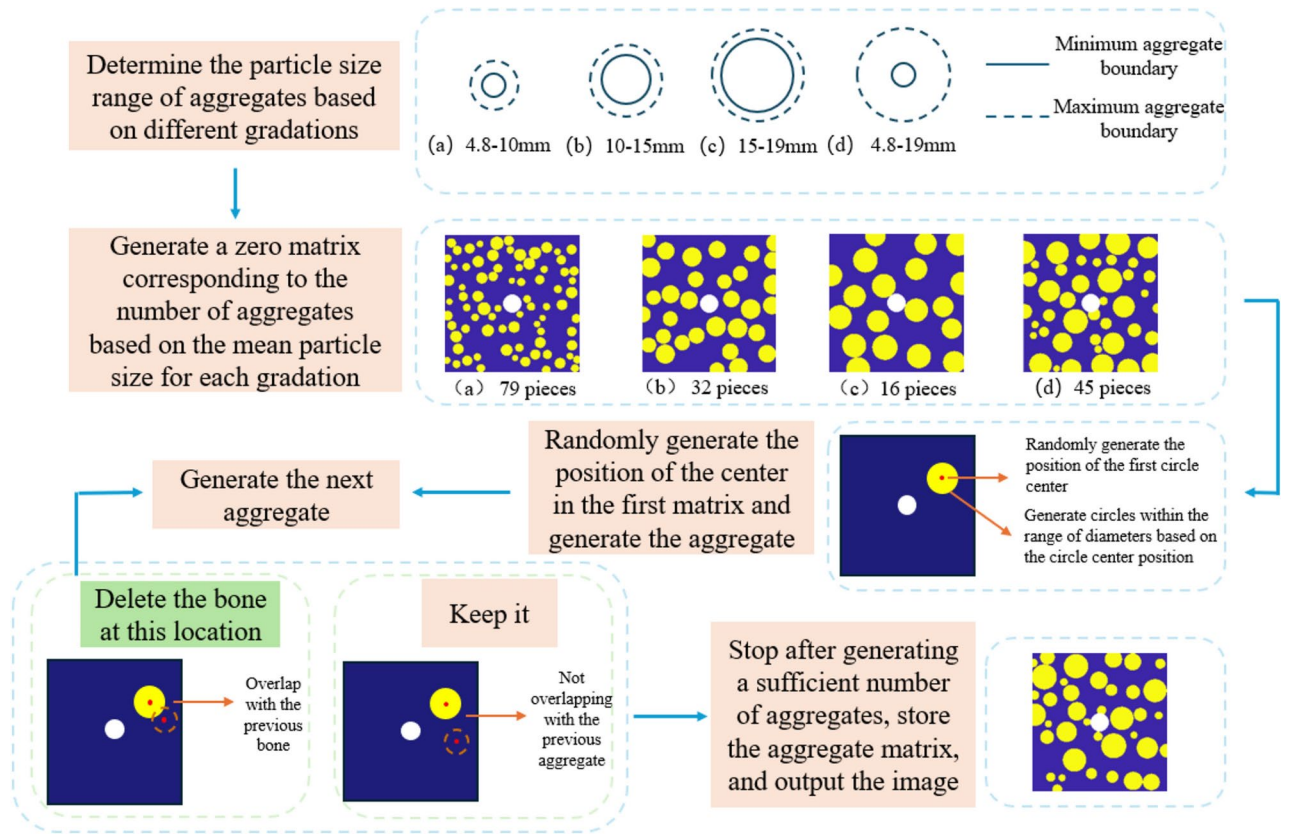 Determine the particle size
range of aggregates based
on different gradations
(a) 4.8-10mm
(b) 10-15mm
(c) 15-19mm
(d) 4.8-19mm
Minimum aggregate
boundary
Maximum aggregate
boundary
Generate a zero matrix
corresponding to the
number of aggregates
based on the mean particle
size for each gradation
(a) 79 pieces
(b) 32 pieces
(c) 16 pieces
(d) 45 pieces
Randomly generate the
position of the center
in the first matrix and
generate the aggregate
Randomly generate the
position of the first circle
center
Generate circles within the
range of diameters based on
the circle center position
Generate the next
aggregate
Delete the bone
at this location
Overlap
with the
previous
bone
Keep it
Not
overlapping
with the
previous
aggregate
Stop after generating
a sufficient number
of aggregates, store
the aggregate matrix,
and output the image